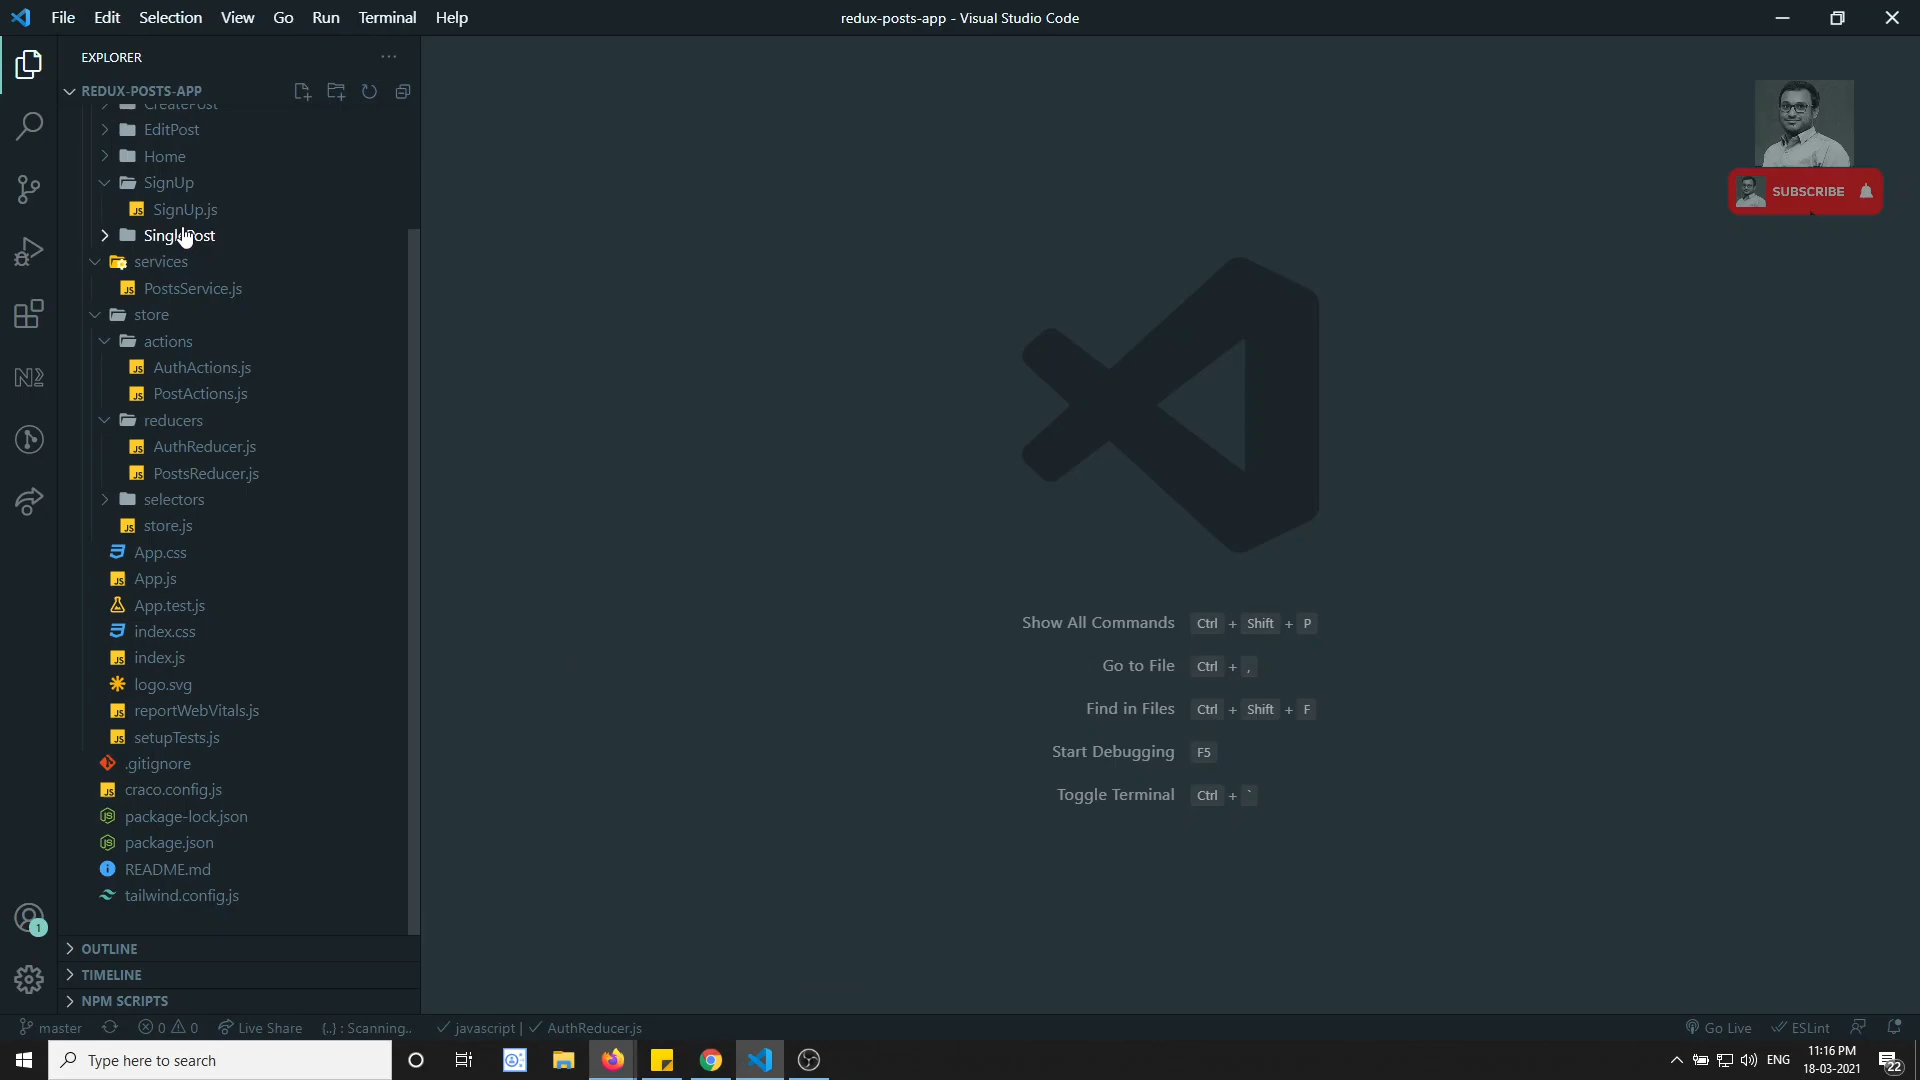 File Edit Selection View Go Run Terminal Help
redux-posts-app - Visual Studio Code
EXPLORER
REDUX-POSTS-APP
CreatePost
EditPost
Home
SignUp
SignUp.js
SinglePost
services
PostsService.js
store
actions
AuthActions.js
PostActions.js
reducers
AuthReducer.js
PostsReducer.js
selectors
store.js
App.css
App.js
App.test.js
index.css
index.js
logo.svg
reportWebVitals.js
setupTests.js
.gitignore
craco.config.js
package-lock.json
package.json
README.md
tailwind.config.js
OUTLINE
TIMELINE
NPM SCRIPTS
SUBSCRIBE
Show All Commands Ctrl + Shift + P
Go to File Ctrl + ,
Find in Files Ctrl + Shift + F
Start Debugging F5
Toggle Terminal Ctrl + `
1
master 0 0 Live Share {..} : Scanning.. javascript | AuthReducer.js Go Live ESLint
Type here to search
ENG
11:16 PM
18-03-2021
22